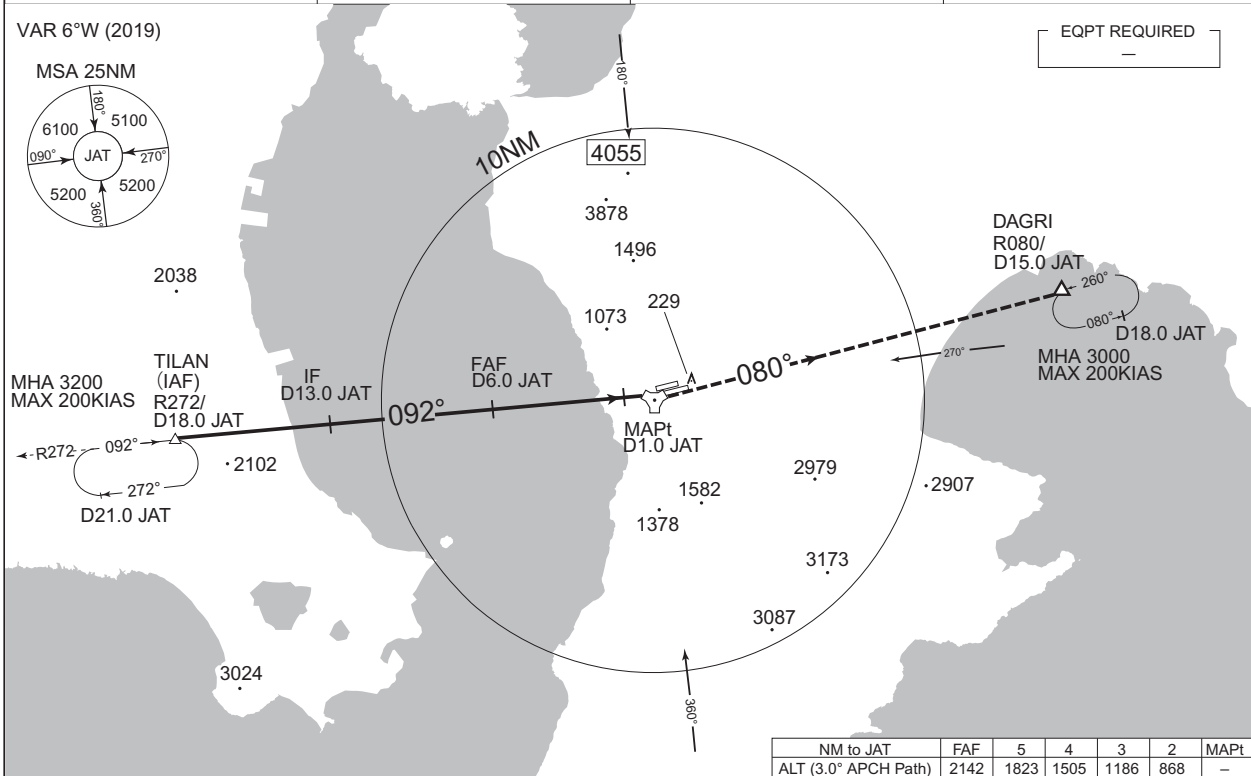 VAR 6°W (2019)
MSA 25NM
180°
6100
5100
090°
JAT
270°
5200
5200
360°
EQPT REQUIRED
—
180°
10NM
4055
3878
1496
229
1073
2038
DAGRI
R080/
D15.0 JAT
260°
080°
D18.0 JAT
MHA 3000
MAX 200KIAS
270°
080°
TILAN
(IAF)
R272/
D18.0 JAT
MHA 3200
MAX 200KIAS
R272
092°
272°
D21.0 JAT
2102
IF
D13.0 JAT
092°
FAF
D6.0 JAT
A
MAPt
D1.0 JAT
2979
2907
1582
1378
3173
3087
3024
360°
NM to JAT FAF 5 4 3 2 MAPt
ALT (3.0° APCH Path) 2142 1823 1505 1186 868 –